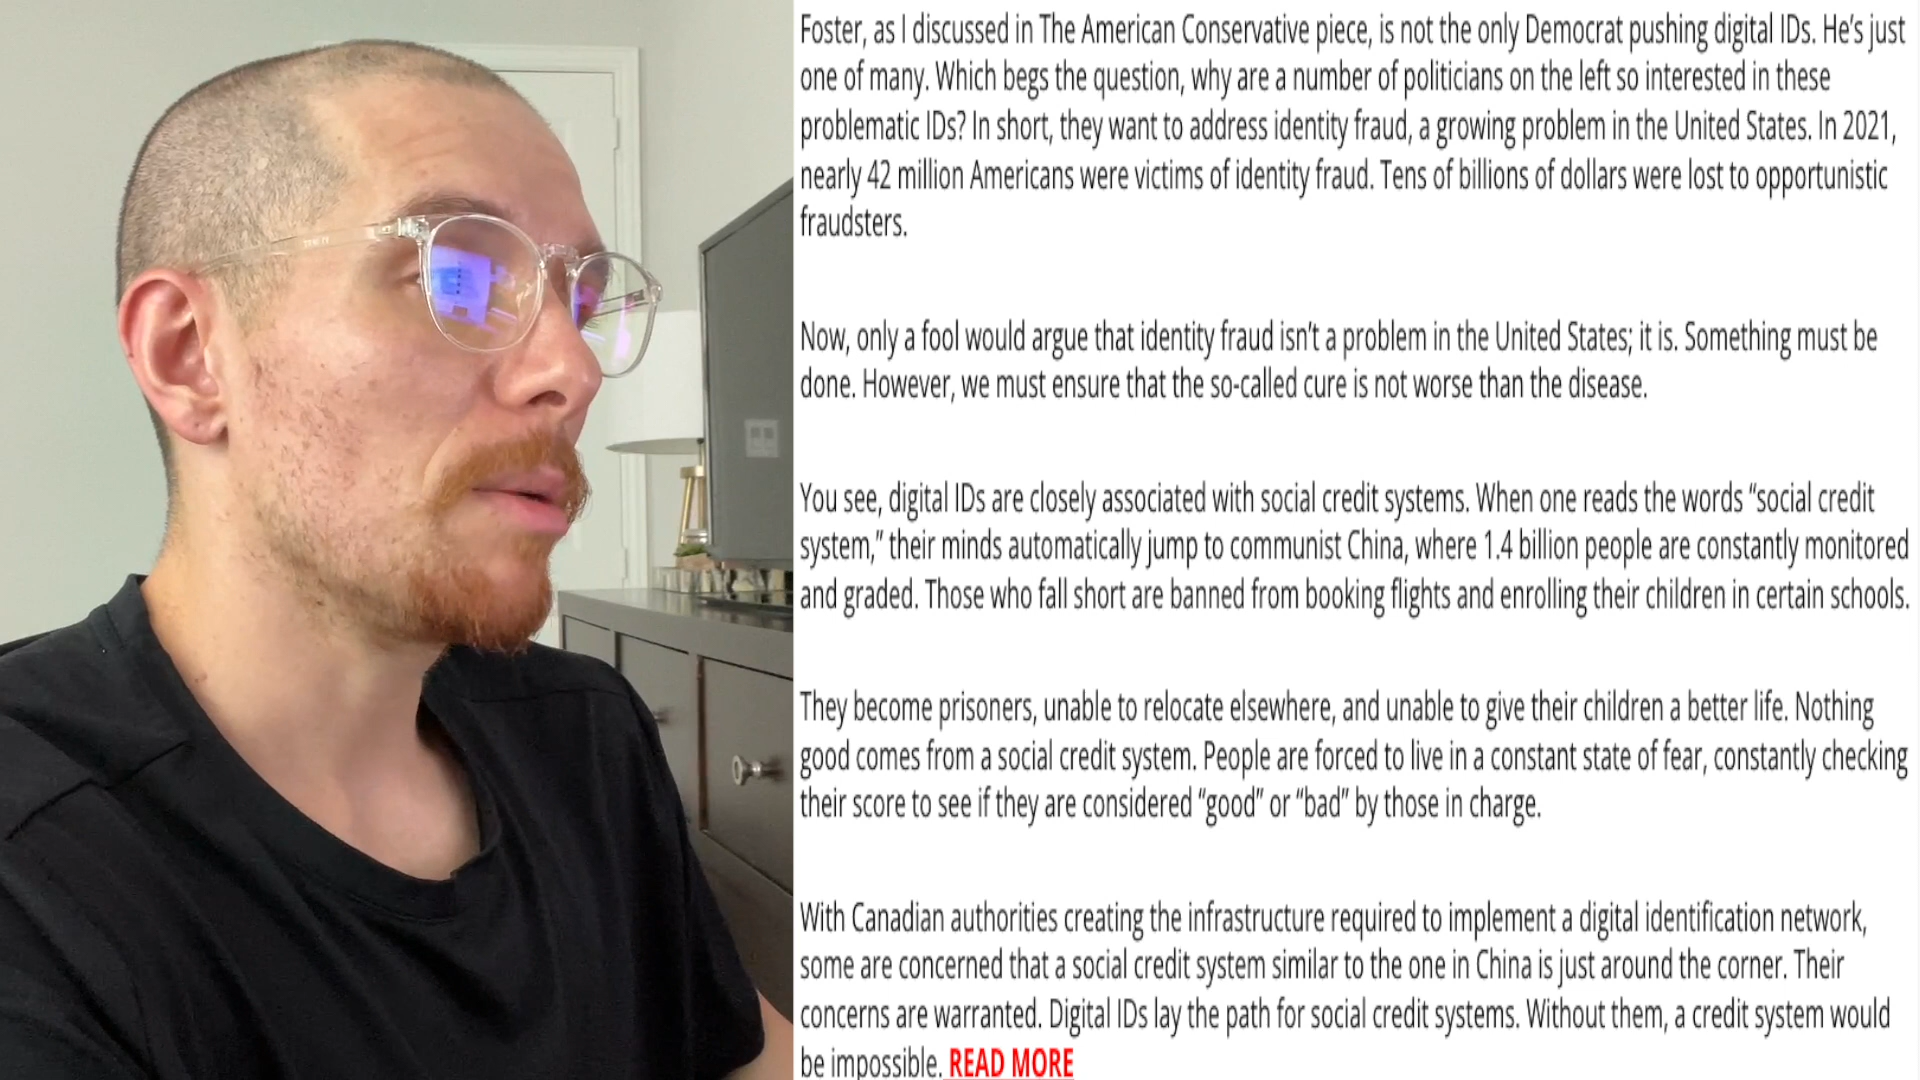 Foster, as I discussed in The American Conservative piece, is not the only Democrat pushing digital IDs. He's just
one of many. Which begs the question, why are a number of politicians on the left so interested in these
problematic IDs? In short, they want to address identity fraud, a growing problem in the United States. In 2021,
nearly 42 million Americans were victims of identity fraud. Tens of billions of dollars were lost to opportunistic
fraudsters.
Now, only a fool would argue that identity fraud isn't a problem in the United States; it is. Something must be
done. However, we must ensure that the so-called cure is not worse than the disease.
You see, digital IDs are closely associated with social credit systems. When one reads the words “social credit
system,” their minds automatically jump to communist China, where 1.4 billion people are constantly monitored
and graded. Those who fall short are banned from booking flights and enrolling their children in certain schools.
They become prisoners, unable to relocate elsewhere, and unable to give their children a better life. Nothing
good comes from a social credit system. People are forced to live in a constant state of fear, constantly checking
their score to see if they are considered “good” or “bad” by those in charge.
With Canadian authorities creating the infrastructure required to implement a digital identification network,
some are concerned that a social credit system similar to the one in China is just around the corner. Their
concerns are warranted. Digital IDs lay the path for social credit systems. Without them, a credit system would
be impossible. READ MORE